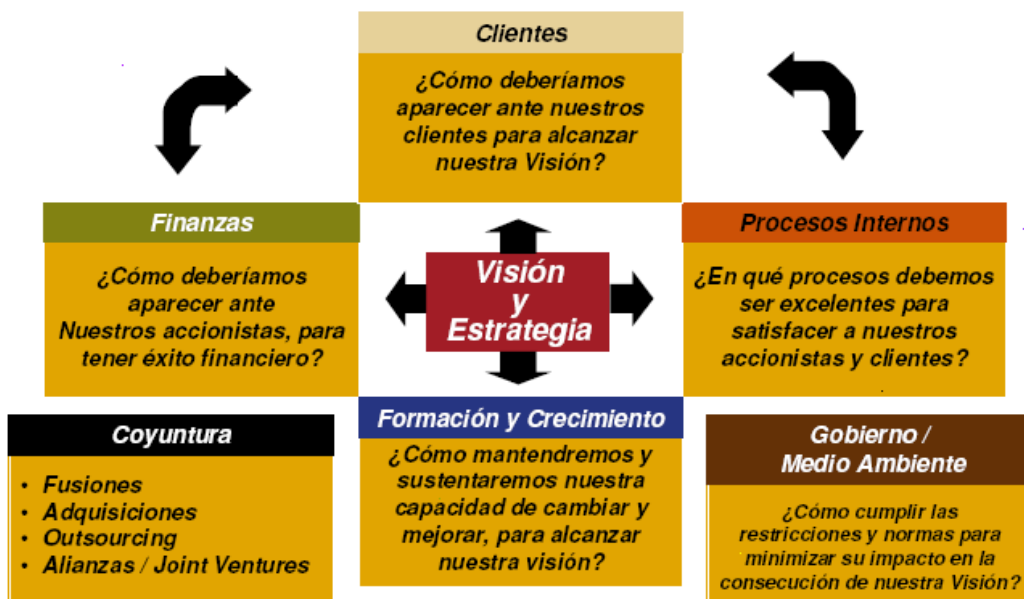 Clientes
¿Cómo deberíamos
aparecer ante nuestros
clientes para alcanzar
nuestra Visión?
Finanzas
¿Cómo deberíamos
aparecer ante
Nuestros accionistas, para
tener éxito financiero?
Visión
y
Estrategia
Procesos Internos
¿En qué procesos debemos
ser excelentes para
satisfacer a nuestros
accionistas y clientes?
Coyuntura
• Fusiones
• Adquisiciones
• Outsourcing
• Alianzas / Joint Ventures
Formación y Crecimiento
¿Cómo mantendremos y
sustentaremos nuestra
capacidad de cambiar y
mejorar, para alcanzar
nuestra visión?
Gobierno /
Medio Ambiente
¿Cómo cumplir las
restricciones y normas para
minimizar su impacto en la
consecución de nuestra Visión?